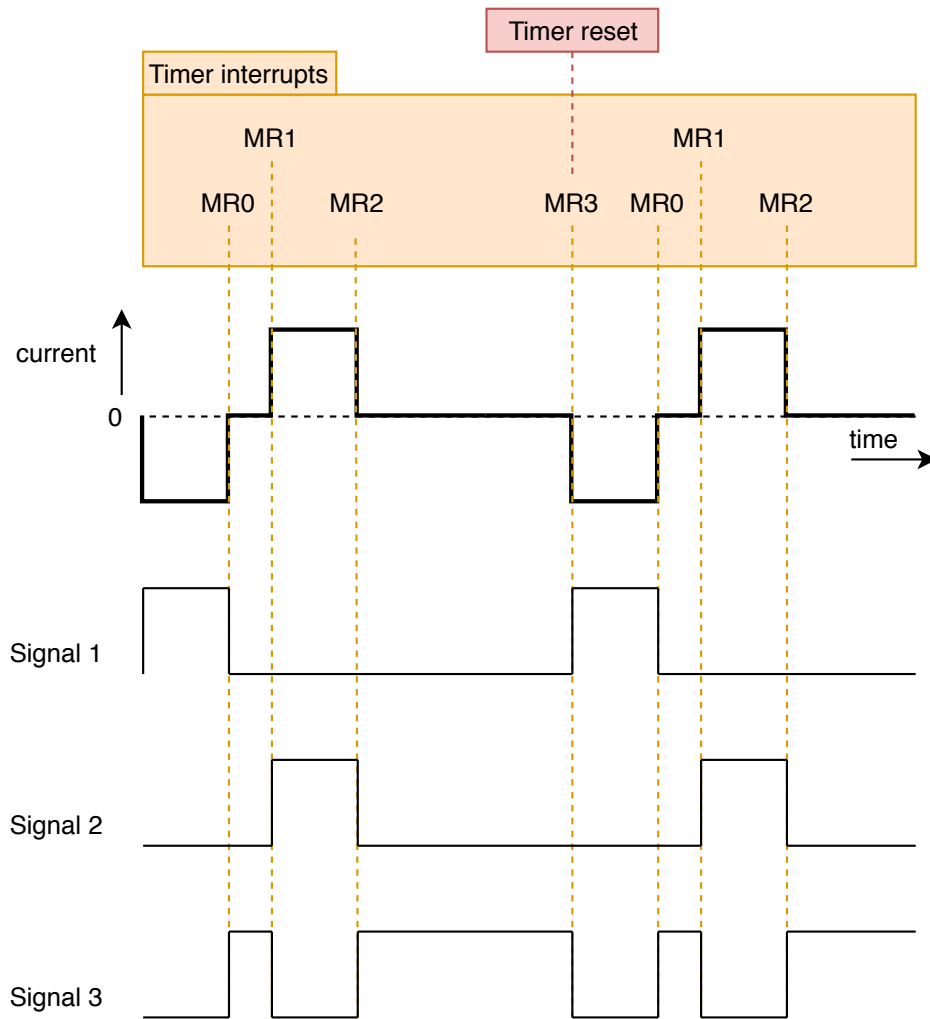 Timer reset
Timer interrupts
MR1 MR1
MR0 MR2 MR3 MR0 MR2
current
0
time
Signal 1
Signal 2
Signal 3